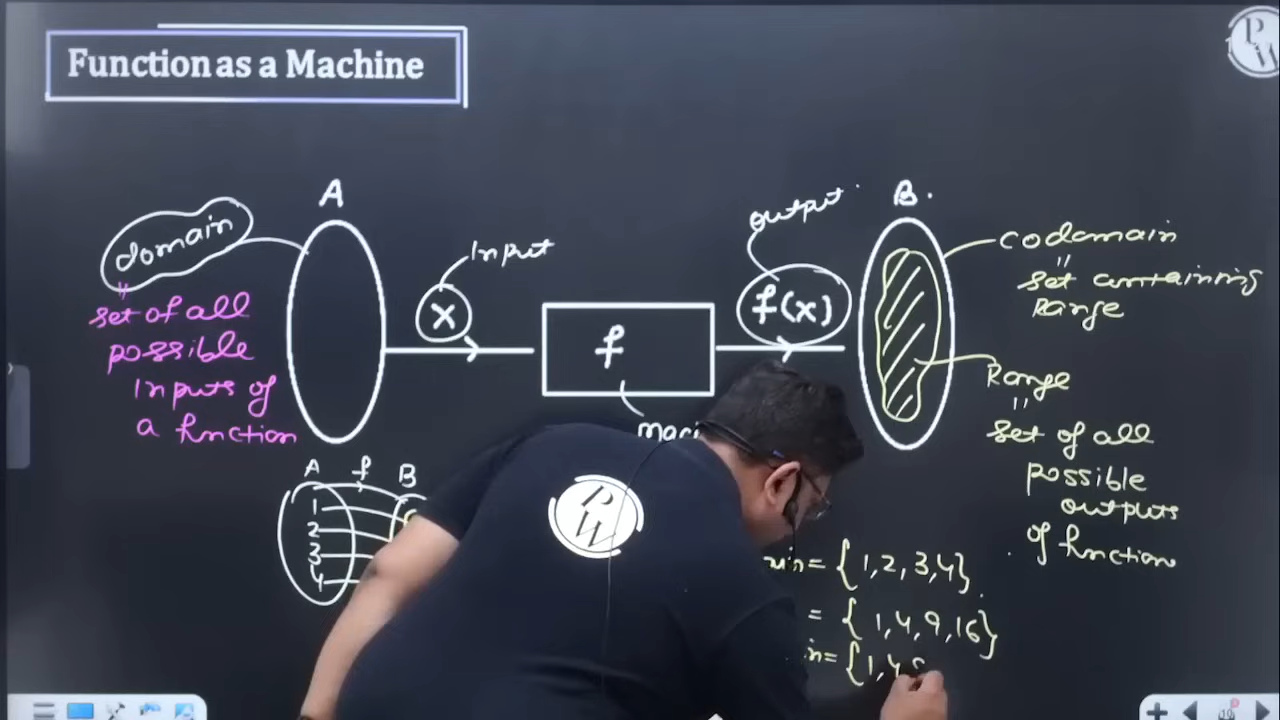 Function as a Machine
P
W
A
B.
domain
"
set of all
possible
inputs of
a function
Input
x
f
output
f(x)
codomain
"
set containing
Range
Range
"
set of all
possible
outputs
of function
A f B
1
2
3
4
P
W
= {1,2,3,4}
= {1,4,9,16}
= {1,4